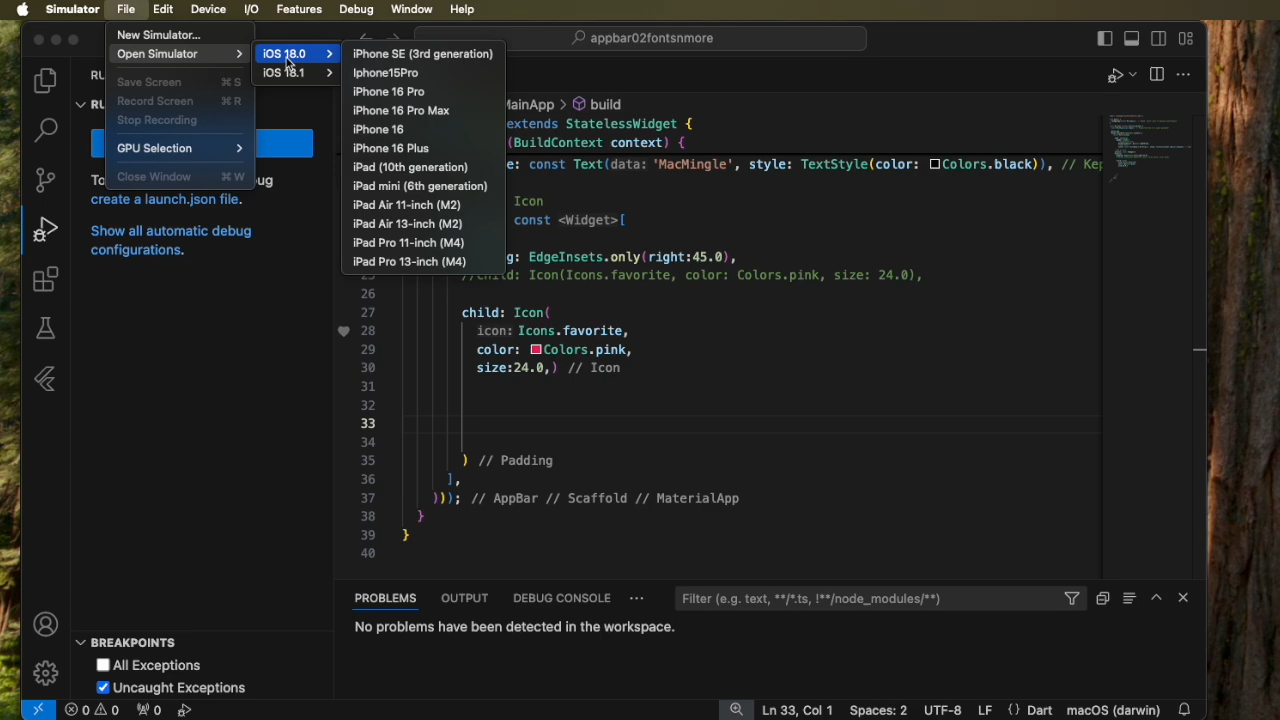 Simulator File Edit Device I/O Features Debug Window Help
New Simulator...
Open Simulator
Save Screen ⌘ S
Record Screen ⌘ R
Stop Recording
GPU Selection
Close Window ⌘ W
iOS 18.0
iOS 18.1
iPhone SE (3rd generation)
Iphone15Pro
iPhone 16 Pro
iPhone 16 Pro Max
iPhone 16
iPhone 16 Plus
iPad (10th generation)
iPad mini (6th generation)
iPad Air 11-inch (M2)
iPad Air 13-inch (M2)
iPad Pro 11-inch (M4)
iPad Pro 13-inch (M4)
appbar02fontsnmore
create a launch.json file.
Show all automatic debug
configurations.
MainApp > build
extends StatelessWidget {
(BuildContext context) {
e: const Text(data: 'MacMingle', style: TextStyle(color: Colors.black)), // Kep
Icon
const <Widget>[
g: EdgeInsets.only(right:45.0),
//child: Icon(Icons.favorite, color: Colors.pink, size: 24.0),
26
27 child: Icon(
28 icon: Icons.favorite,
29 color: Colors.pink,
30 size:24.0,) // Icon
31
32
33
34
35 ) // Padding
36 ],
37 ))); // AppBar // Scaffold // MaterialApp
38 }
39 }
40
PROBLEMS OUTPUT DEBUG CONSOLE ··· Filter (e.g. text, **/*.ts, !**/node_modules/**)
No problems have been detected in the workspace.
BREAKPOINTS
All Exceptions
Uncaught Exceptions
0 0 0 Ln 33, Col 1 Spaces: 2 UTF-8 LF {} Dart macOS (darwin)